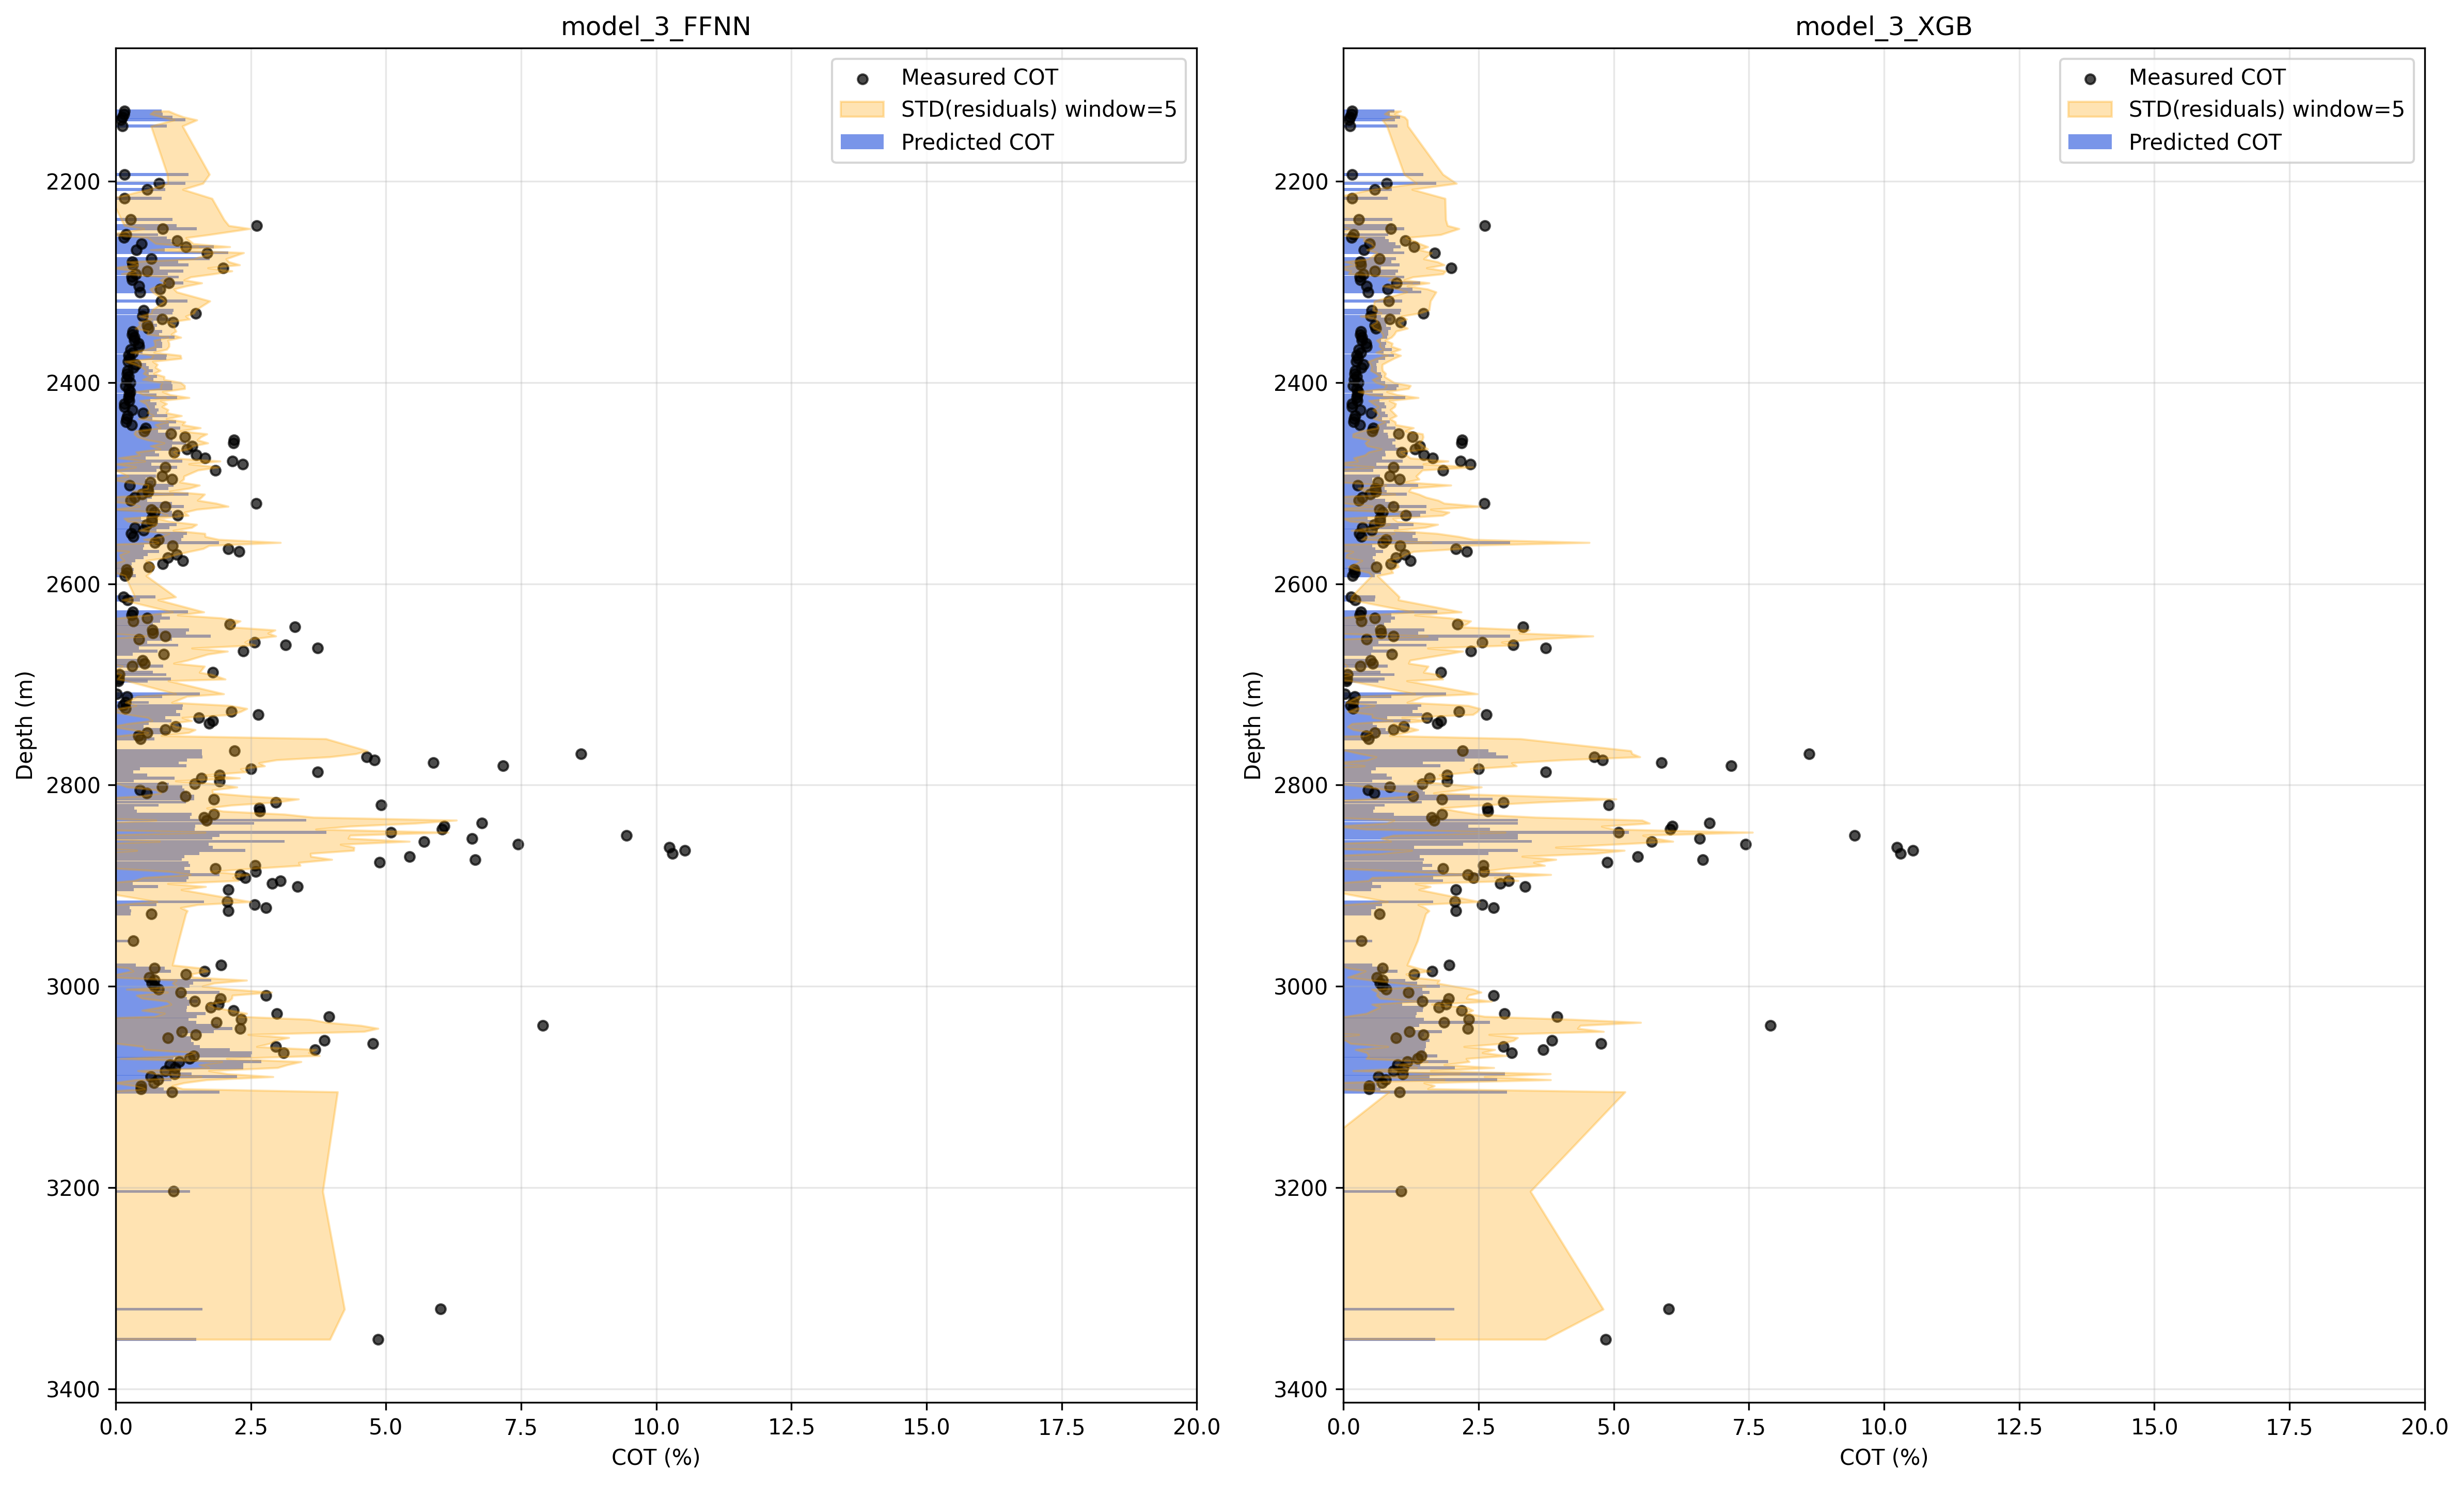 model_3_FFNN
Measured COT
STD(residuals) window=5
Predicted COT
2200
2400
2600
2800
3000
3200
3400
Depth (m)
0.0 2.5 5.0 7.5 10.0 12.5 15.0 17.5 20.0
COT (%)
model_3_XGB
Measured COT
STD(residuals) window=5
Predicted COT
2200
2400
2600
2800
3000
3200
3400
Depth (m)
0.0 2.5 5.0 7.5 10.0 12.5 15.0 17.5 20.0
COT (%)